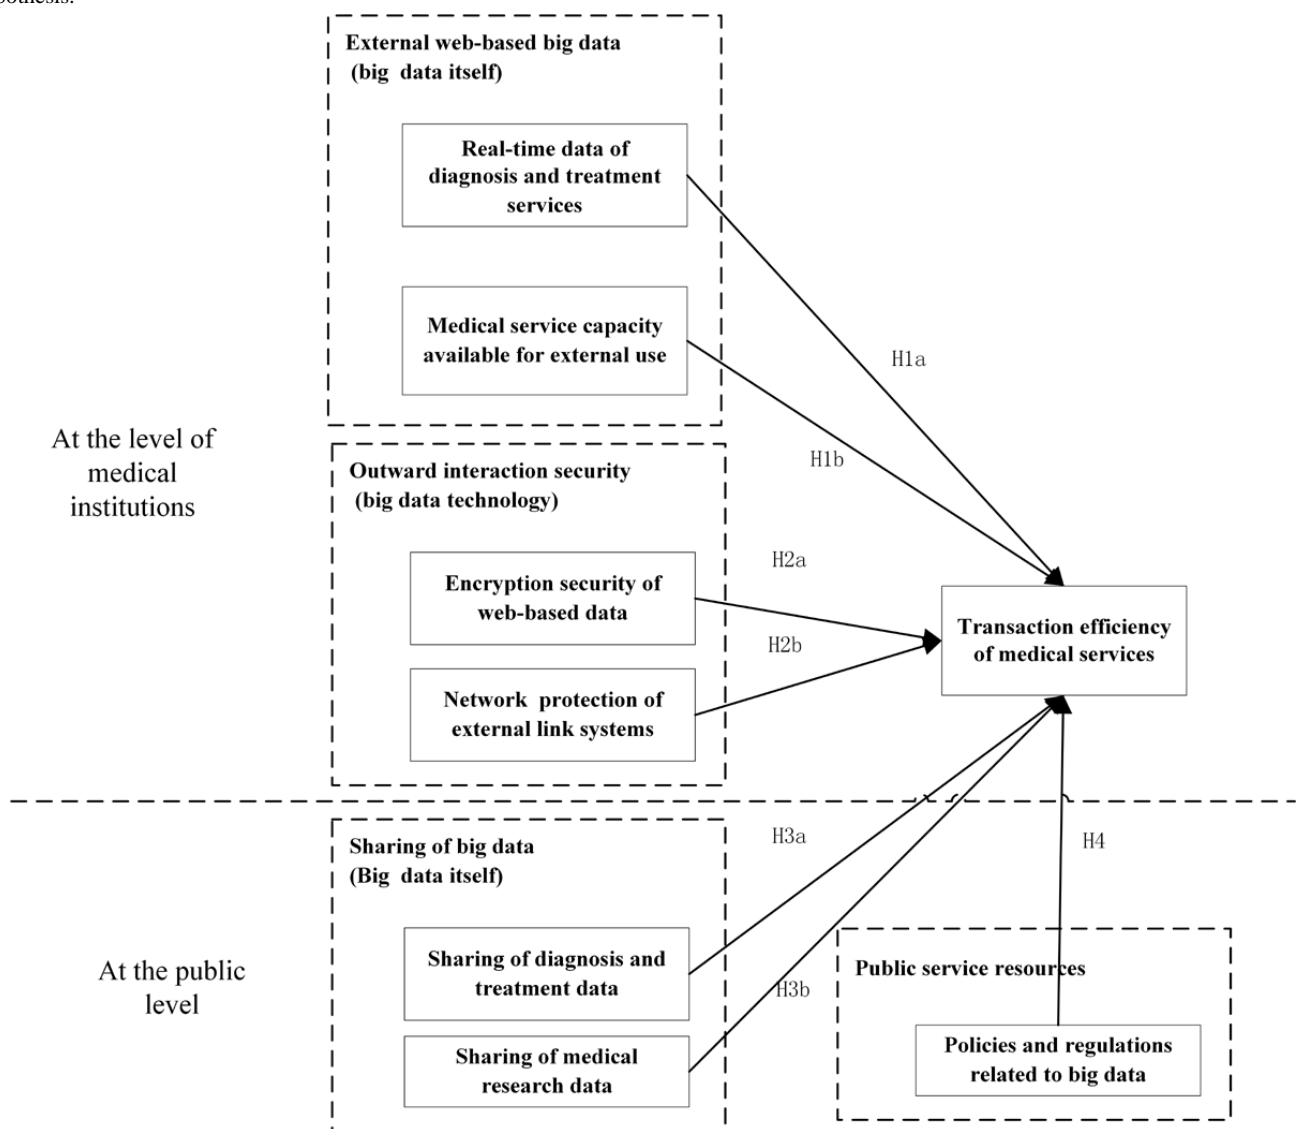 External web-based big data
(big data itself)
Real-time data of
diagnosis and treatment
services
Medical service capacity
available for external use
H1a
H1b
At the level of
medical
institutions
Outward interaction security
(big data technology)
Encryption security of
web-based data
Network protection of
external link systems
H2a
H2b
Transaction efficiency
of medical services
Sharing of big data
(Big data itself)
H3a
H4
At the public
level
Sharing of diagnosis and
treatment data
Sharing of medical
research data
H3b
Public service resources
Policies and regulations
related to big data